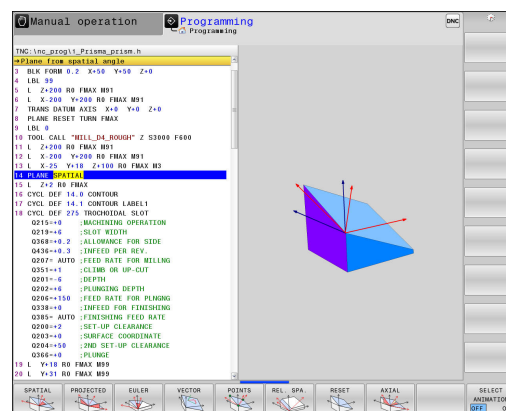 Manual operation
Programming
Programming
DNC
TNC:\nc_prog\1_Prisma_prism.h
→Plane from spatial angle
3 BLK FORM 0.2 X+50 Y+50 Z+0
4 LBL 99
5 L Z+200 R0 FMAX M91
6 L X-200 Y+200 R0 FMAX M91
7 TRANS DATUM AXIS X+0 Y+0 Z+0
8 PLANE RESET TURN FMAX
9 LBL 0
10 TOOL CALL "MILL_D4_ROUGH" Z S3000 F600
11 L Z+200 R0 FMAX M91
12 L X-200 Y+200 R0 FMAX M91
13 L X-25 Y+18 Z+100 R0 FMAX M3
14 PLANE SPATIAL
15 L Z+2 R0 FMAX
16 CYCL DEF 14.0 CONTOUR
17 CYCL DEF 14.1 CONTOUR LABEL1
18 CYCL DEF 275 TROCHOIDAL SLOT
Q215=+0 ;MACHINING OPERATION
Q219=+6 ;SLOT WIDTH
Q368=+0.2 ;ALLOWANCE FOR SIDE
Q436=+0.3 ;INFEED PER REV.
Q207= AUTO ;FEED RATE FOR MILLNG
Q351=+1 ;CLIMB OR UP-CUT
Q201=-6 ;DEPTH
Q202=+6 ;PLUNGING DEPTH
Q206=+150 ;FEED RATE FOR PLNGNG
Q338=+0 ;INFEED FOR FINISHING
Q385= AUTO ;FINISHING FEED RATE
Q200=+2 ;SET-UP CLEARANCE
Q203=+0 ;SURFACE COORDINATE
Q204=+50 ;2ND SET-UP CLEARANCE
Q366=+0 ;PLUNGE
19 L Y+18 R0 FMAX M99
20 L Y+31 R0 FMAX M99
SPATIAL PROJECTED EULER VECTOR POINTS REL. SPA. RESET AXIAL SELECT
ANIMATION
OFF